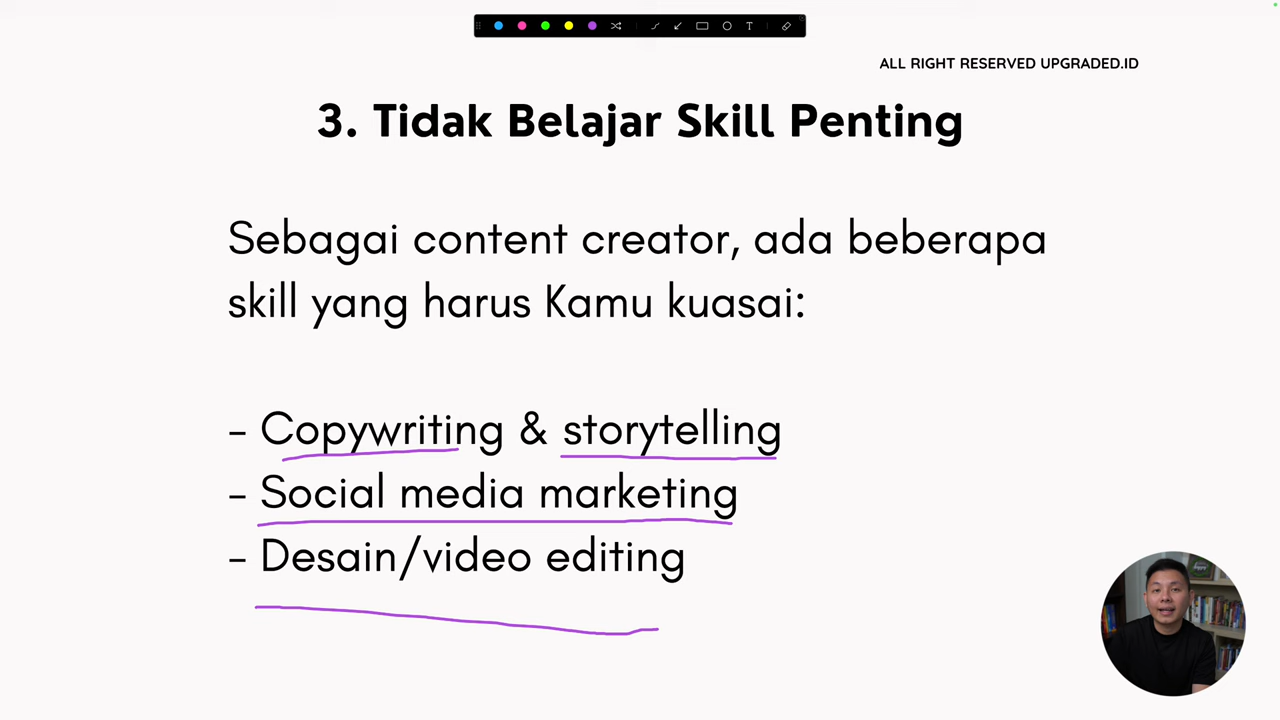 ALL RIGHT RESERVED UPGRADED.ID
3. Tidak Belajar Skill Penting
Sebagai content creator, ada beberapa
skill yang harus Kamu kuasai:
- Copywriting & storytelling
- Social media marketing
- Desain/video editing